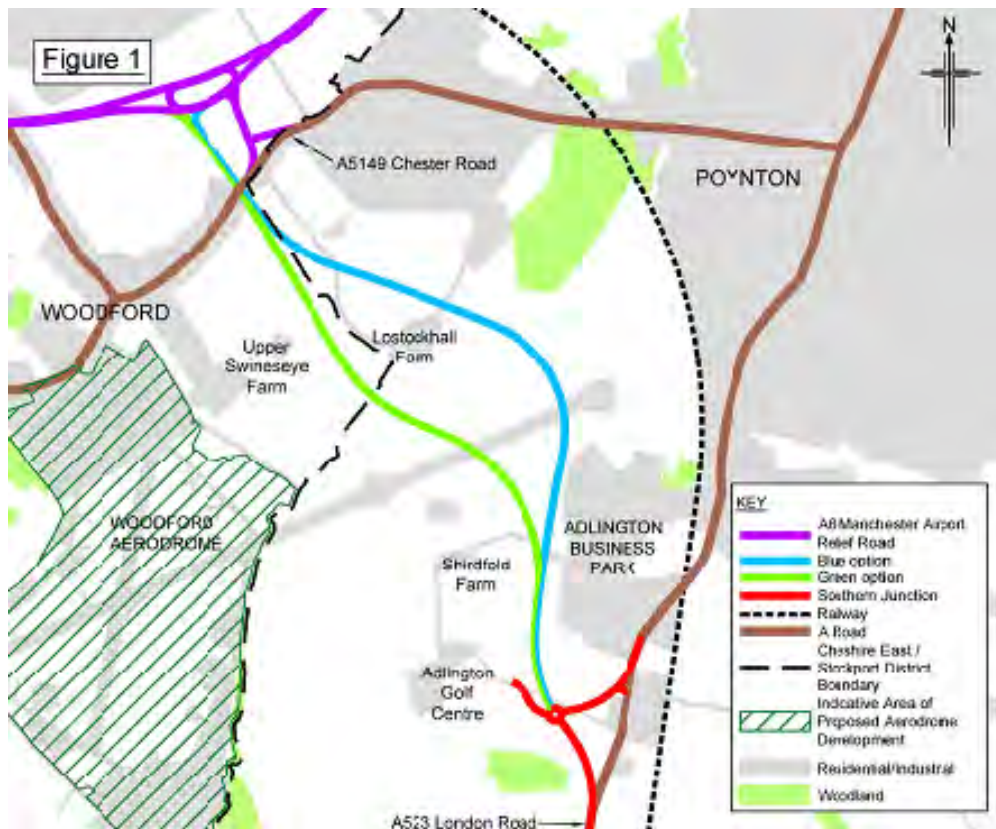 Figure 1
N
A5149 Chester Road
POYNTON
WOODFORD
Upper
Swineseye
Farm
Lostockhall
Farm
WOODFORD
AERODROME
ADLINGTON
BUSINESS
PARK
Shirdfold
Farm
Adlington
Golf
Centre
A523 London Road
KEY
A6 Manchester Airport
Relief Road
Blue option
Green option
Southern Junction
Railway
A Road
Cheshire East /
Stockport District
Boundary
Indicative Area of
Proposed Aerodrome
Development
Residential/Industrial
Woodland